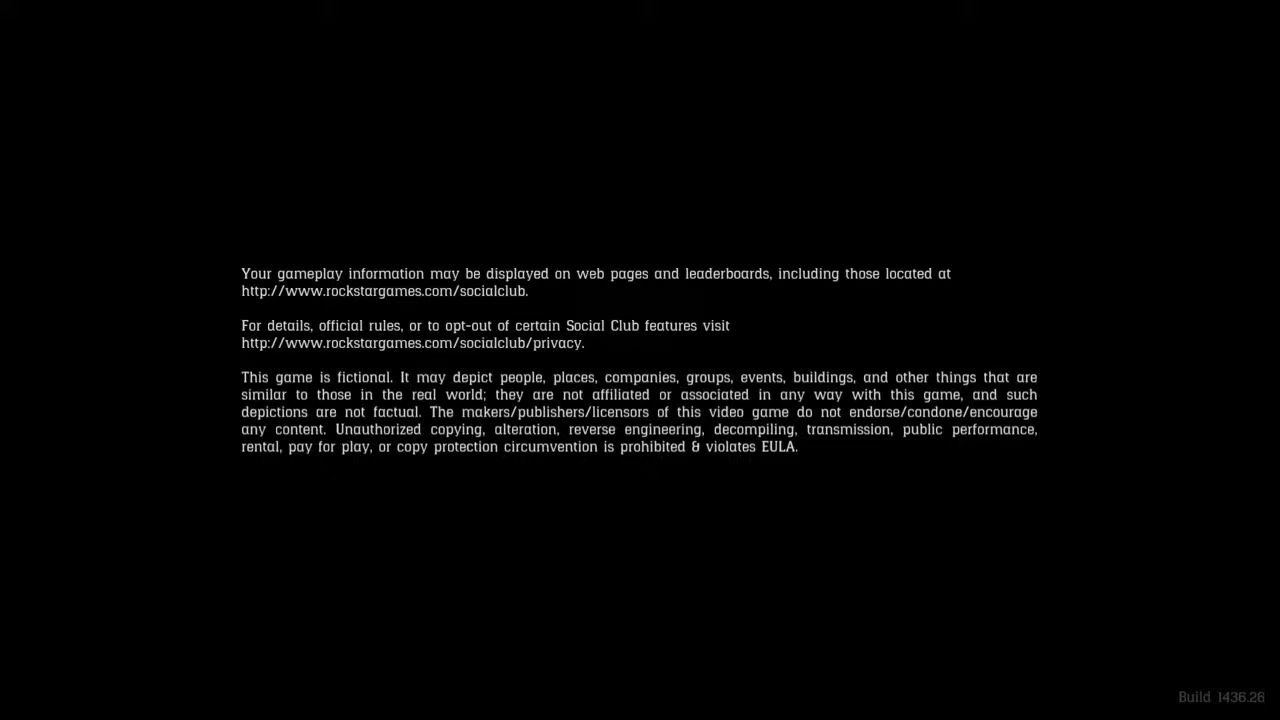 Your gameplay information may be displayed on web pages and leaderboards, including those located at
http://www.rockstargames.com/socialclub.
For details, official rules, or to opt-out of certain Social Club features visit
http://www.rockstargames.com/socialclub/privacy.
This game is fictional. It may depict people, places, companies, groups, events, buildings, and other things that are
similar to those in the real world; they are not affiliated or associated in any way with this game, and such
depictions are not factual. The makers/publishers/licensors of this video game do not endorse/condone/encourage
any content. Unauthorized copying, alteration, reverse engineering, decompiling, transmission, public performance,
rental, pay for play, or copy protection circumvention is prohibited & violates EULA.
Build 1436.28